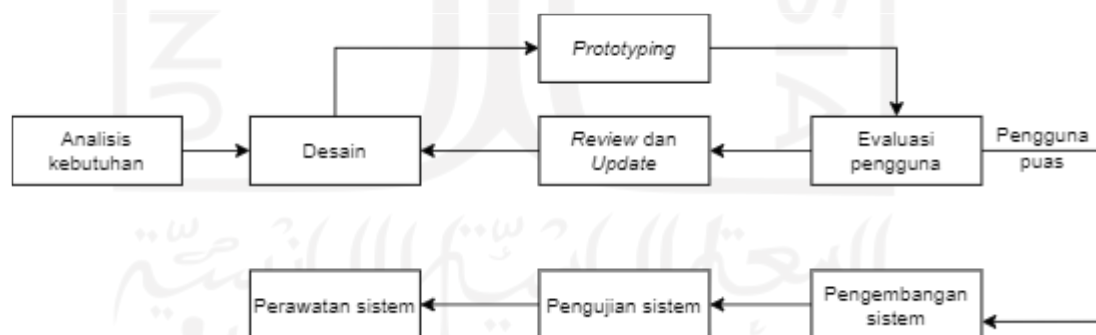 Prototyping
Analisis
kebutuhan
Desain
Review dan
Update
Evaluasi
pengguna
Pengguna
puas
Perawatan sistem
Pengujian sistem
Pengembangan
sistem